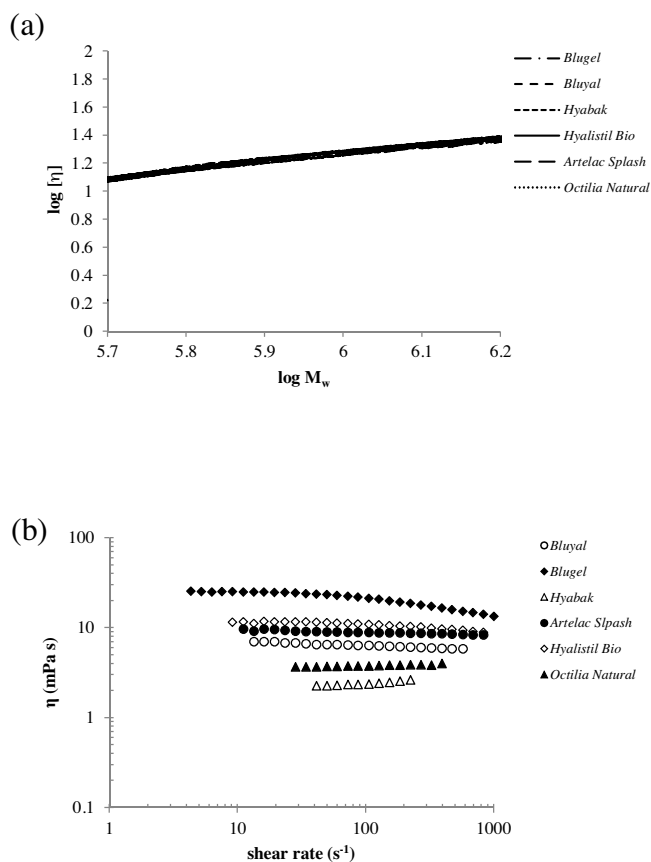 (a)
2
1.8
1.6
1.4
1.2
1
0.8
0.6
0.4
0.2
0
log [η]
5.7 5.8 5.9 6 6.1 6.2
log Mw
Blugel
Bluyal
Hyabak
Hyalistil Bio
Artelac Splash
Octilia Natural
(b)
100
10
1
0.1
η (mPa s)
1 10 100 1000
shear rate (s-1)
Bluyal
Blugel
Hyabak
Artelac Slpash
Hyalistil Bio
Octilia Natural